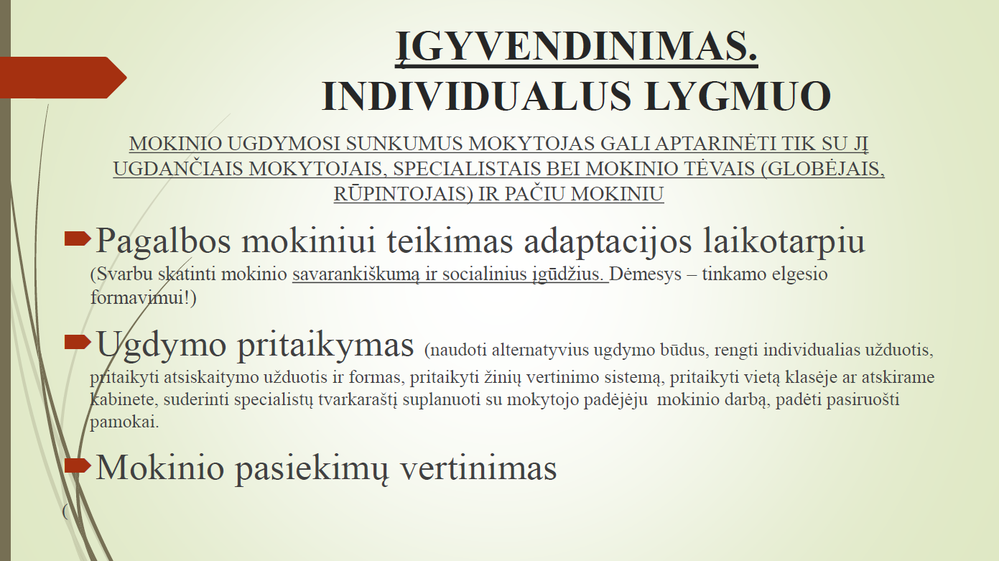 ĮGYVENDINIMAS.
INDIVIDUALUS LYGMUO
MOKINIO UGDYMOSI SUNKUMUS MOKYTOJAS GALI APTARINĖTI TIK SU JĮ
UGDANČIAIS MOKYTOJAIS, SPECIALISTAIS BEI MOKINIO TĖVAIS (GLOBĖJAIS,
RŪPINTOJAIS) IR PAČIU MOKINIU
Pagalbos mokiniui teikimas adaptacijos laikotarpiu
(Svarbu skatinti mokinio savarankiškumą ir socialinius įgūdžius. Dėmesys – tinkamo elgesio
formavimui!)
Ugdymo pritaikymas (naudoti alternatyvius ugdymo būdus, rengti individualias užduotis,
pritaikyti atsiskaitymo užduotis ir formas, pritaikyti žinių vertinimo sistemą, pritaikyti vietą klasėje ar atskirame
kabinete, suderinti specialistų tvarkaraštį suplanuoti su mokytojo padėjėju  mokinio darbą, padėti pasiruošti
pamokai.
Mokinio pasiekimų vertinimas
(